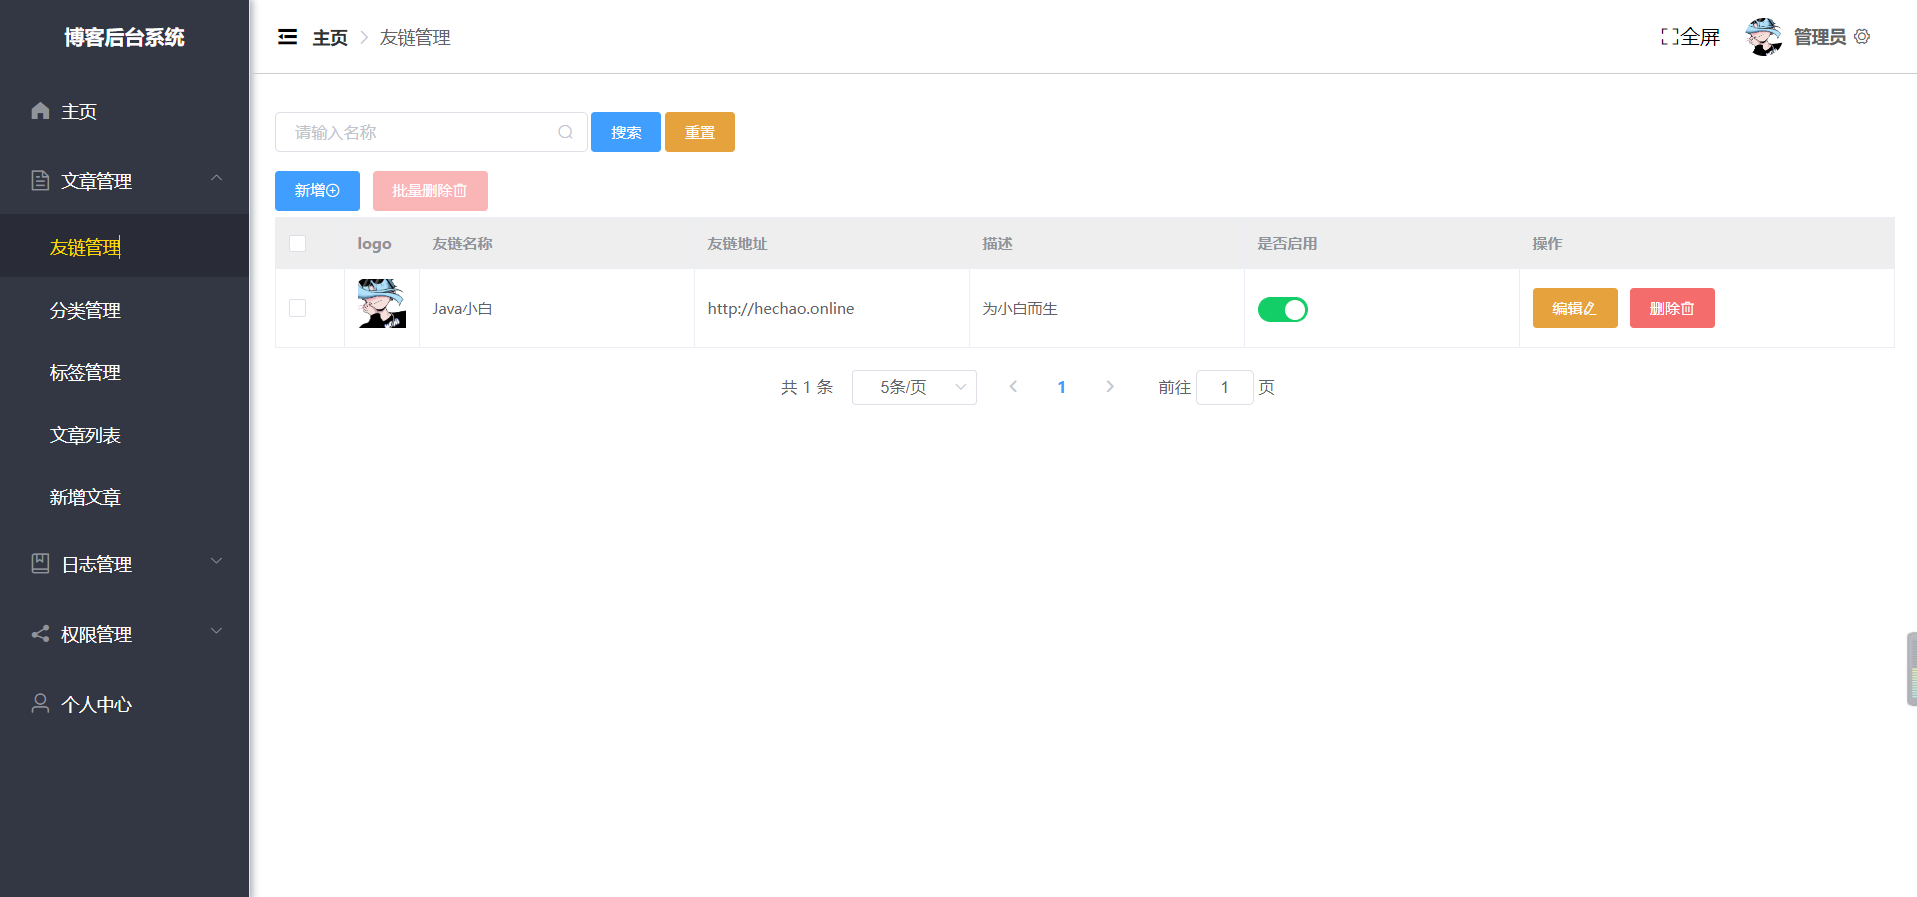 博客后台系统
主页
文章管理
友链管理
分类管理
标签管理
文章列表
新增文章
日志管理
权限管理
个人中心
主页 友链管理
全屏 管理员
请输入名称 搜索 重置
新增 批量删除
logo 友链名称 友链地址 描述 是否启用 操作
Java小白 http://hechao.online 为小白而生 编辑 删除
共 1 条 5条/页 1 前往 1 页